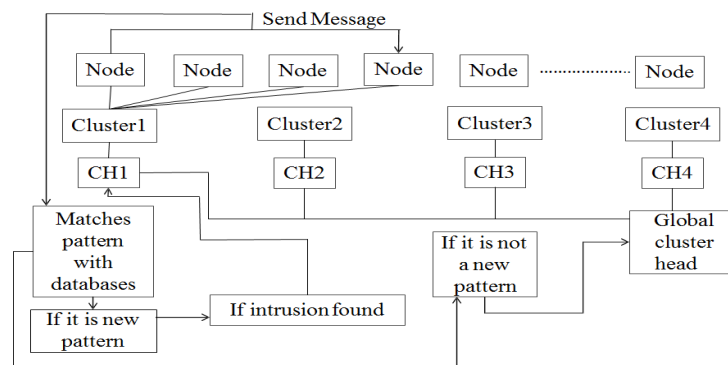 Send Message
Node
Node
Node
Node
Node
Node
Cluster1
Cluster2
Cluster3
Cluster4
CH1
CH2
CH3
CH4
Matches
pattern
with
databases
If it is new
pattern
If intrusion found
If it is not
a new
pattern
Global
cluster
head